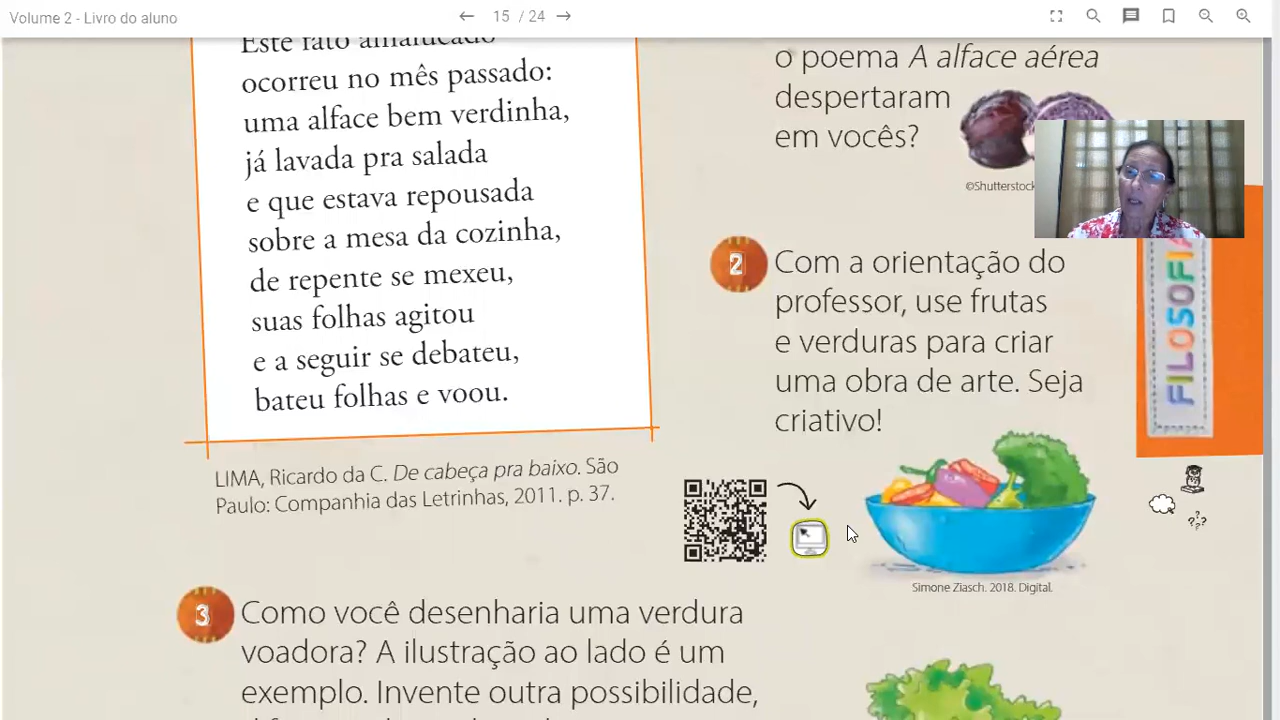 Volume 2 - Livro do aluno
15 / 24
Este fato amalucado
ocorreu no mês passado:
uma alface bem verdinha,
já lavada pra salada
e que estava repousada
sobre a mesa da cozinha,
de repente se mexeu,
suas folhas agitou
e a seguir se debateu,
bateu folhas e voou.
LIMA, Ricardo da C. De cabeça pra baixo. São
Paulo: Companhia das Letrinhas, 2011. p. 37.
o poema A alface aérea
despertaram
em vocês?
©Shutterstock
2 Com a orientação do
professor, use frutas
e verduras para criar
uma obra de arte. Seja
criativo!
Simone Ziasch. 2018. Digital.
FILOSOFIA
3 Como você desenharia uma verdura
voadora? A ilustração ao lado é um
exemplo. Invente outra possibilidade,